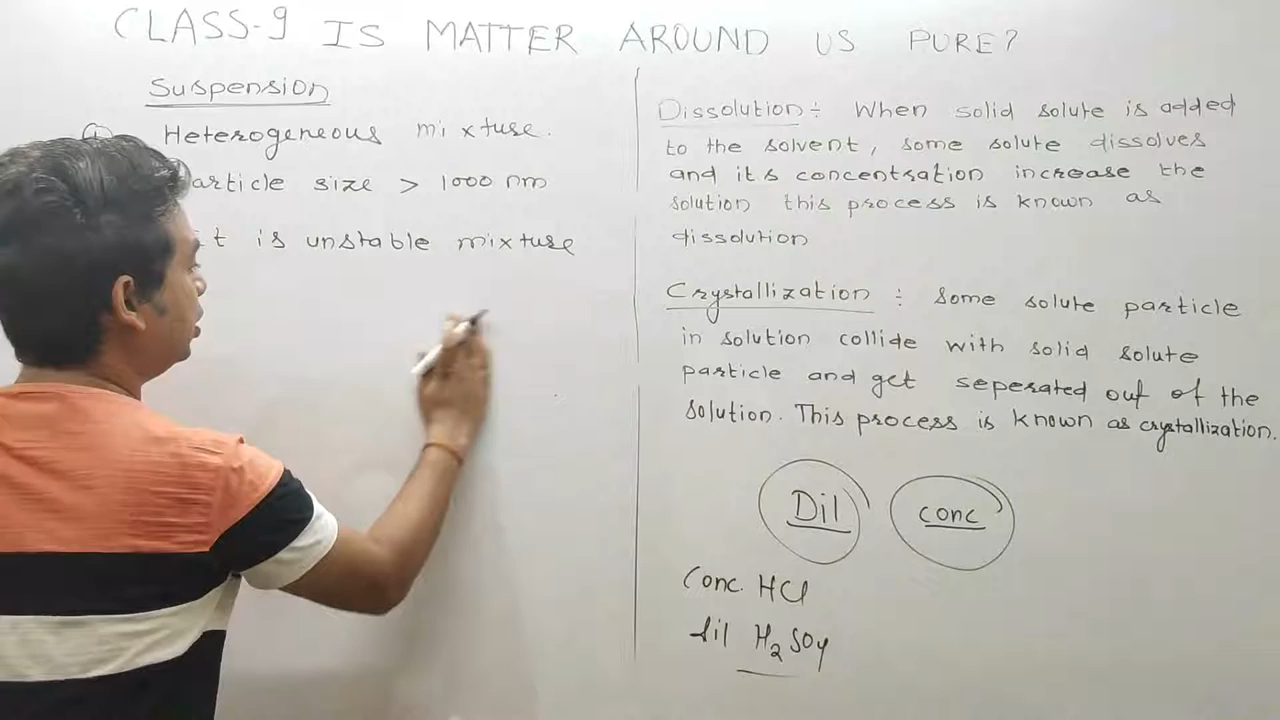 CLASS-9 IS MATTER AROUND US PURE?
Suspension
Heterogeneous mixture.
article size > 1000 nm
it is unstable mixture
Dissolution :- When solid solute is added
to the solvent, some solute dissolves
and its concentration increase the
solution this process is known as
dissolution
Crystallization :- Some solute particle
in solution collide with solid solute
particle and get seperated out of the
solution. This process is known as crystallization.
Dil conc
Conc. HCl
dil H2SO4